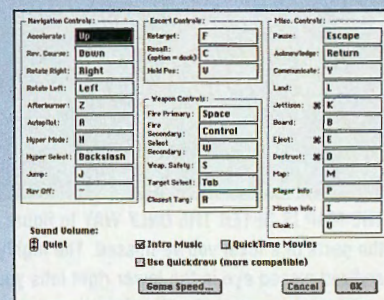 Navigation Controls:
Accelerate: Up
Rev. Course: Down
Rotate Right: Right
Rotate Left: Left
Afterburner: Z
AutoPilot: A
Hyper Mode: H
Hyper Select: Backslash
Jump: J
Nav Off: ~
Sound Volume:
Quiet
Escort Controls:
Retarget: F
Recall: C
(option = dock)
Hold Pos: V
Weapon Controls:
Fire Primary: Space
Fire Secondary: Control
Select Secondary: W
Weap. Safety: S
Target Select: Tab
Closest Targ: R
Misc. Controls:
Pause: Escape
Acknowledge: Return
Communicate: Y
Land: L
Jettison: ⌘ K
Board: B
Eject: ⌘ E
Destruct: ⌘ D
Map: M
Player Info: P
Mission Info: I
Cloak: U
Intro Music
QuickTime Movies
Use Quickdraw (more compatible)
Game Speed...
Cancel
OK